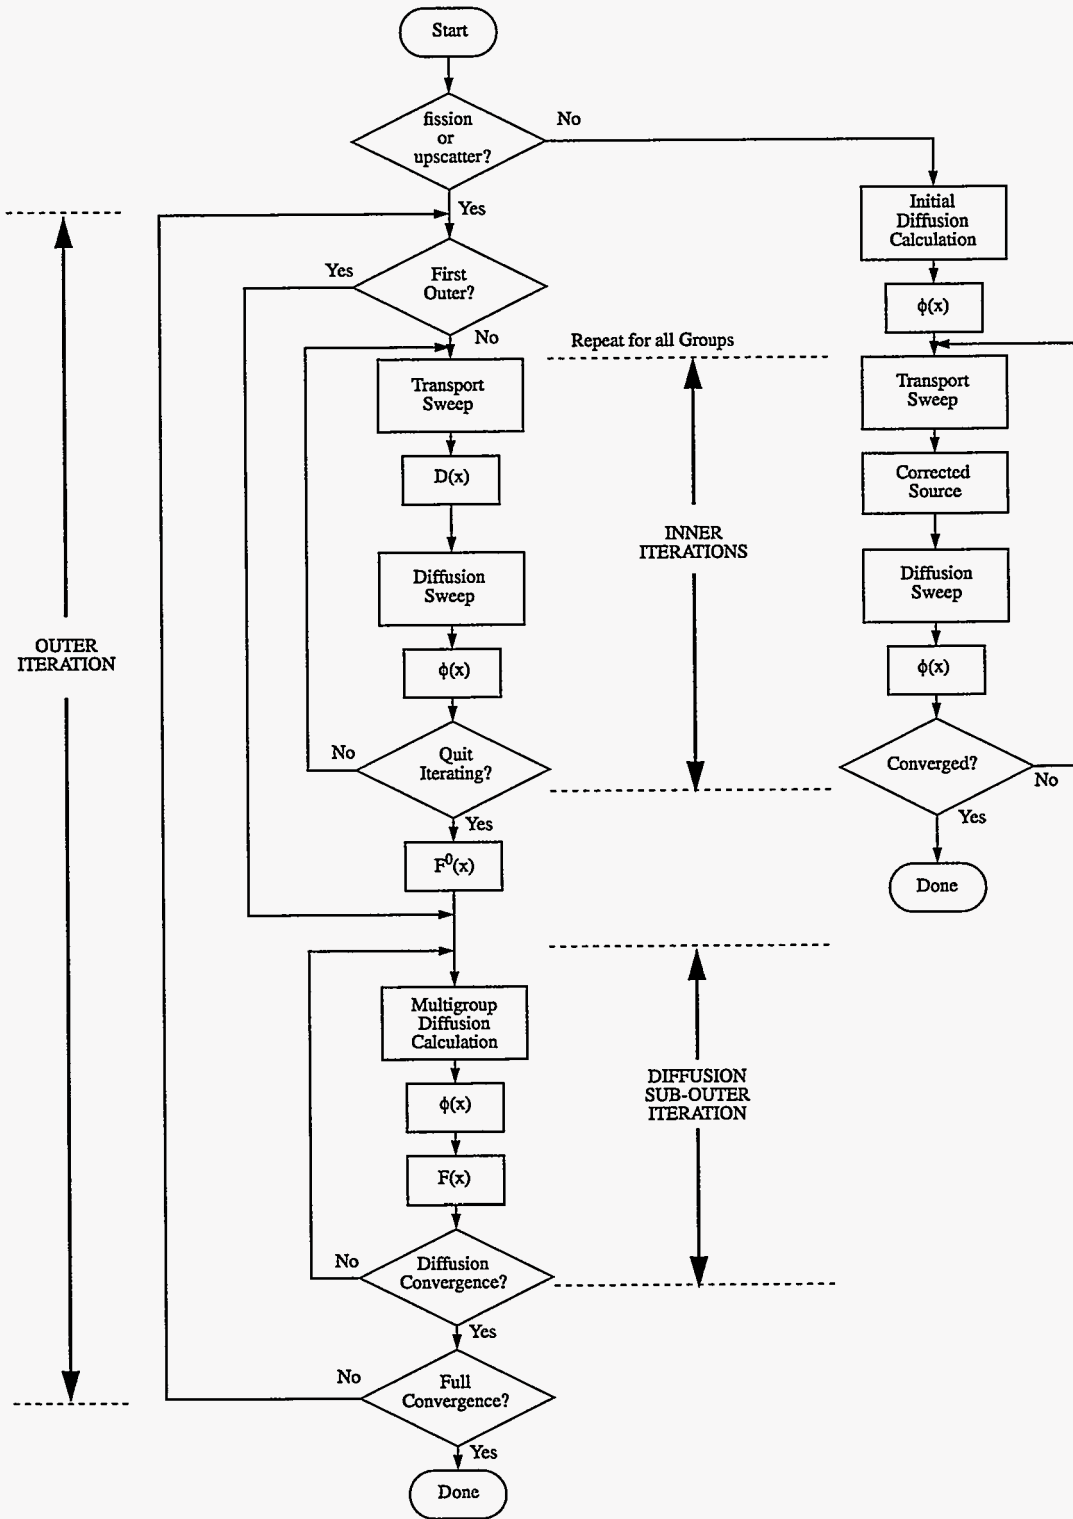 Start
fission
or
upscatter?
No
Yes
Initial
Diffusion
Calculation
ϕ(x)
First
Outer?
Yes
No
Repeat for all Groups
Transport
Sweep
D(x)
Diffusion
Sweep
ϕ(x)
Quit
Iterating?
No
Yes
F⁰(x)
INNER
ITERATIONS
Transport
Sweep
Corrected
Source
Diffusion
Sweep
ϕ(x)
Converged?
No
Yes
Done
OUTER
ITERATION
Multigroup
Diffusion
Calculation
ϕ(x)
F(x)
Diffusion
Convergence?
No
Yes
DIFFUSION
SUB-OUTER
ITERATION
Full
Convergence?
No
Yes
Done